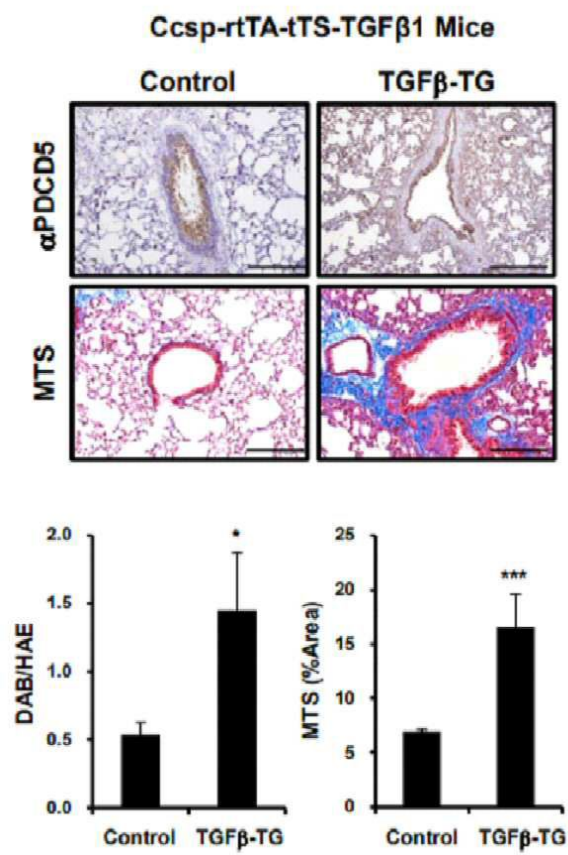 Ccsp-rtTA-tTS-TGFβ1 Mice
Control TGFβ-TG
αPDCD5
MTS
DAB/HAE
2.0
1.5
1.0
0.5
0.0
*
Control TGFβ-TG
MTS (%Area)
25
20
15
10
5
0
***
Control TGFβ-TG